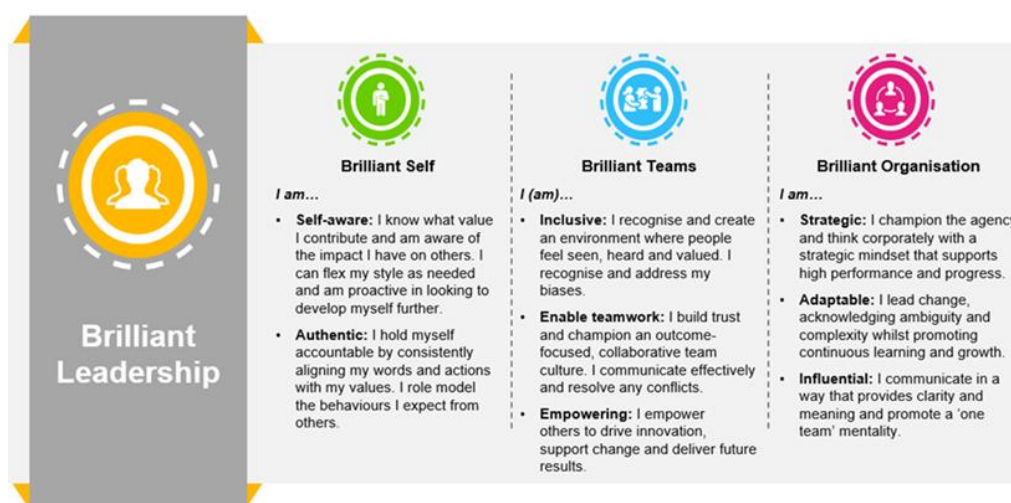 Brilliant
Leadership
Brilliant Self
I am...
• Self-aware: I know what value
I contribute and am aware of
the impact I have on others. I
can flex my style as needed
and am proactive in looking to
develop myself further.
• Authentic: I hold myself
accountable by consistently
aligning my words and actions
with my values. I role model
the behaviours I expect from
others.
Brilliant Teams
I (am)...
• Inclusive: I recognise and create
an environment where people
feel seen, heard and valued. I
recognise and address my
biases.
• Enable teamwork: I build trust
and champion an outcome-
focused, collaborative team
culture. I communicate effectively
and resolve any conflicts.
• Empowering: I empower
others to drive innovation,
support change and deliver future
results.
Brilliant Organisation
I am...
• Strategic: I champion the agency
and think corporately with a
strategic mindset that supports
high performance and progress.
• Adaptable: I lead change,
acknowledging ambiguity and
complexity whilst promoting
continuous learning and growth.
• Influential: I communicate in a
way that provides clarity and
meaning and promote a 'one
team' mentality.